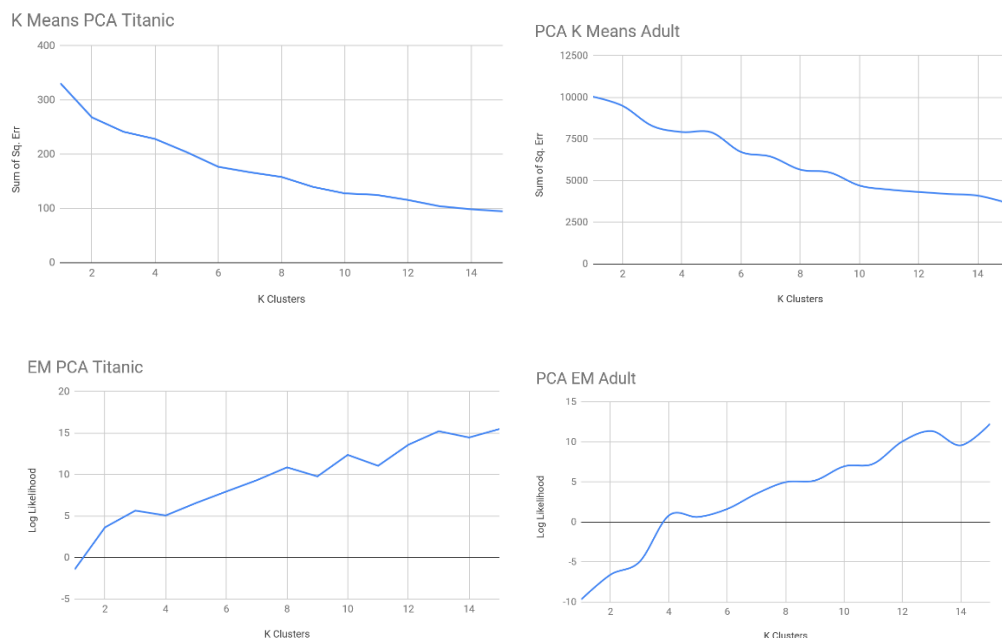 K Means PCA Titanic
400
300
200
100
0
Sum of Sq. Err
2 4 6 8 10 12 14
K Clusters
PCA K Means Adult
12500
10000
7500
5000
2500
0
Sum of Sq. Err
2 4 6 8 10 12 14
K Clusters
EM PCA Titanic
20
15
10
5
0
-5
Log Likelihood
2 4 6 8 10 12 14
K Clusters
PCA EM Adult
15
10
5
0
-5
-10
Log Likelihood
2 4 6 8 10 12 14
K Clusters